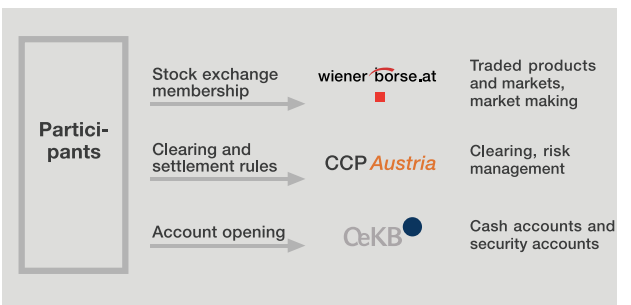 Partici-
pants
Stock exchange
membership
wiener börse.at
Traded products
and markets,
market making
Clearing and
settlement rules
CCP Austria
Clearing, risk
management
Account opening
OeKB
Cash accounts and
security accounts